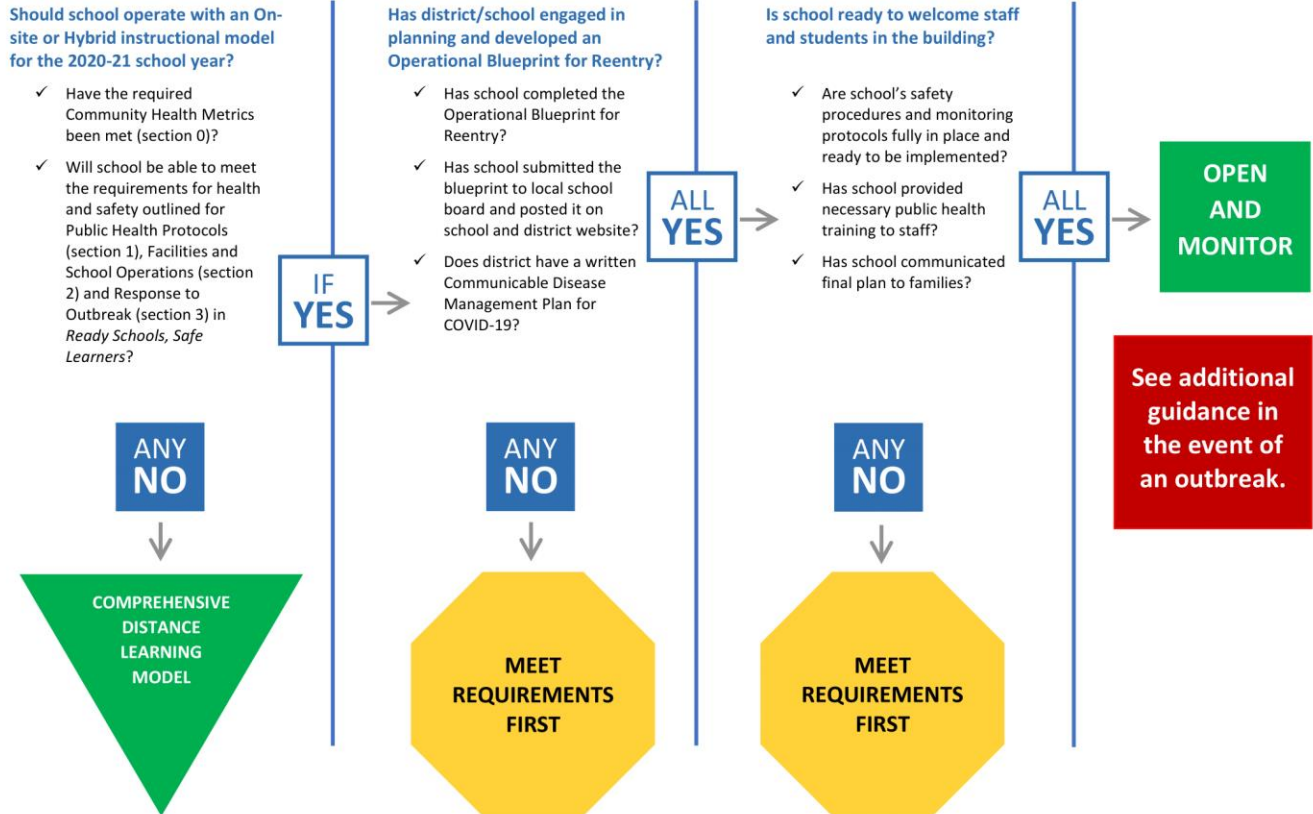 Should school operate with an On-
site or Hybrid instructional model
for the 2020-21 school year?
✓ Have the required
Community Health Metrics
been met (section 0)?
✓ Will school be able to meet
the requirements for health
and safety outlined for
Public Health Protocols
(section 1), Facilities and
School Operations (section
2) and Response to
Outbreak (section 3) in
Ready Schools, Safe
Learners?
IF
YES
ANY
NO
COMPREHENSIVE
DISTANCE
LEARNING
MODEL
Has district/school engaged in
planning and developed an
Operational Blueprint for Reentry?
✓ Has school completed the
Operational Blueprint for
Reentry?
✓ Has school submitted the
blueprint to local school
board and posted it on
school and district website?
✓ Does district have a written
Communicable Disease
Management Plan for
COVID-19?
ALL
YES
ANY
NO
MEET
REQUIREMENTS
FIRST
Is school ready to welcome staff
and students in the building?
✓ Are school's safety
procedures and monitoring
protocols fully in place and
ready to be implemented?
✓ Has school provided
necessary public health
training to staff?
✓ Has school communicated
final plan to families?
ALL
YES
ANY
NO
MEET
REQUIREMENTS
FIRST
OPEN
AND
MONITOR
See additional
guidance in
the event of
an outbreak.